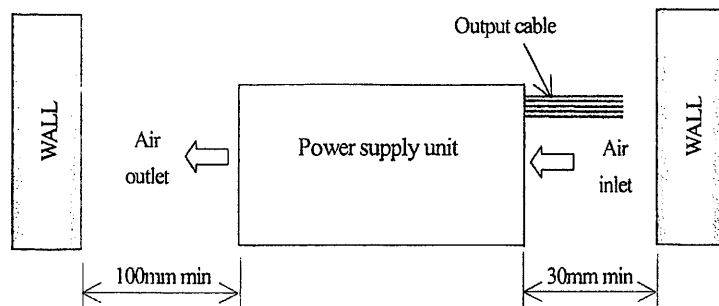 Output cable
WALL
Air
outlet
Power supply unit
Air
inlet
WALL
100mm min
30mm min